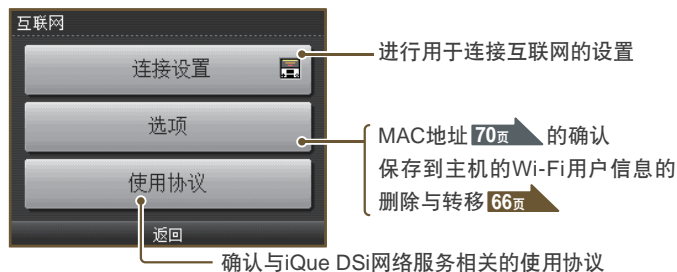 互联网
连接设置
进行用于连接互联网的设置
选项
MAC地址 70页 的确认
保存到主机的Wi-Fi用户信息的
删除与转移 66页
使用协议
返回
确认与iQue DSi网络服务相关的使用协议